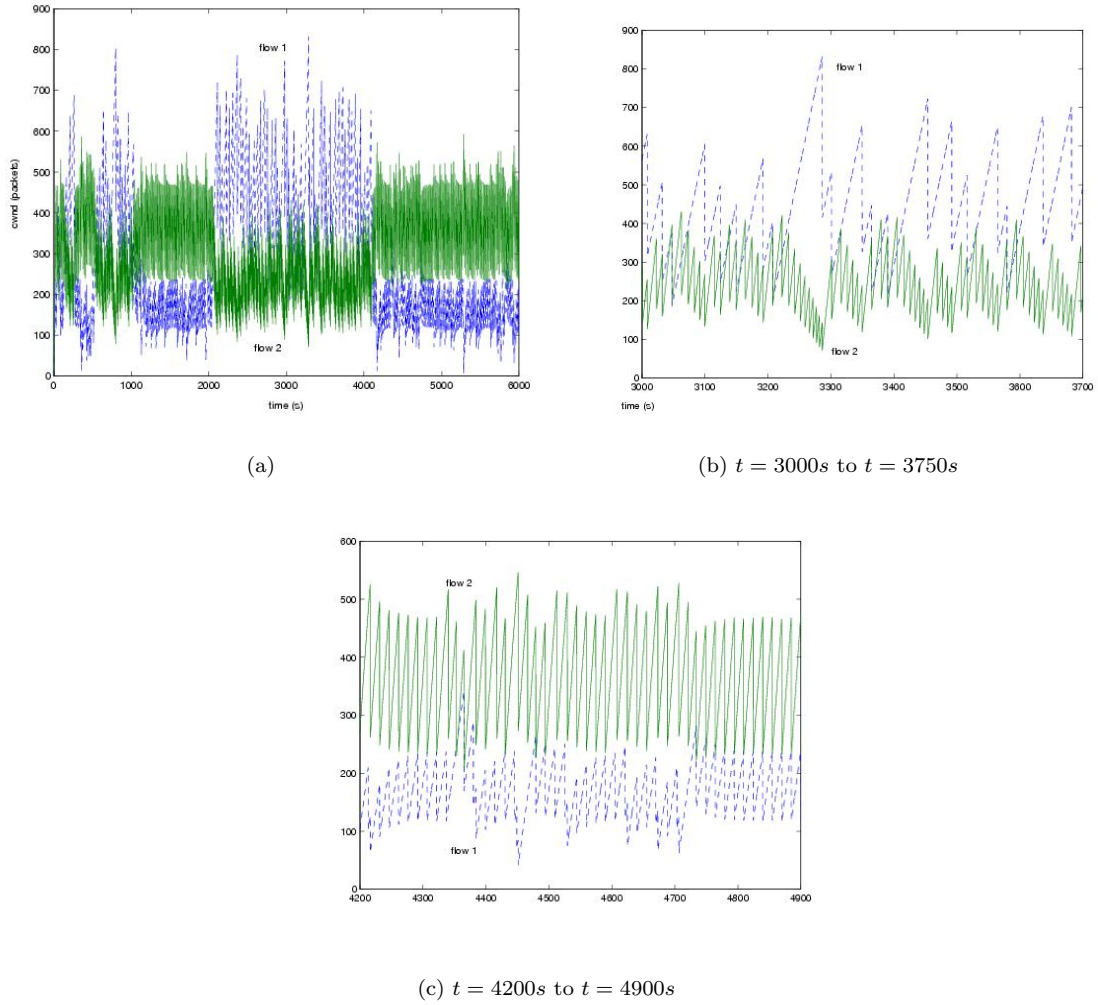 900
800
700
600
500
400
300
200
100
0
cwnd (packets)
flow 1
flow 2
0 1000 2000 3000 4000 5000 6000
time (s)
(a)
900
800
700
600
500
400
300
200
100
0
flow 1
flow 2
3000 3100 3200 3300 3400 3500 3600 3700
time (s)
(b) t = 3000s to t = 3750s
600
500
400
300
200
100
0
flow 2
flow 1
4200 4300 4400 4500 4600 4700 4800 4900
(c) t = 4200s to t = 4900s